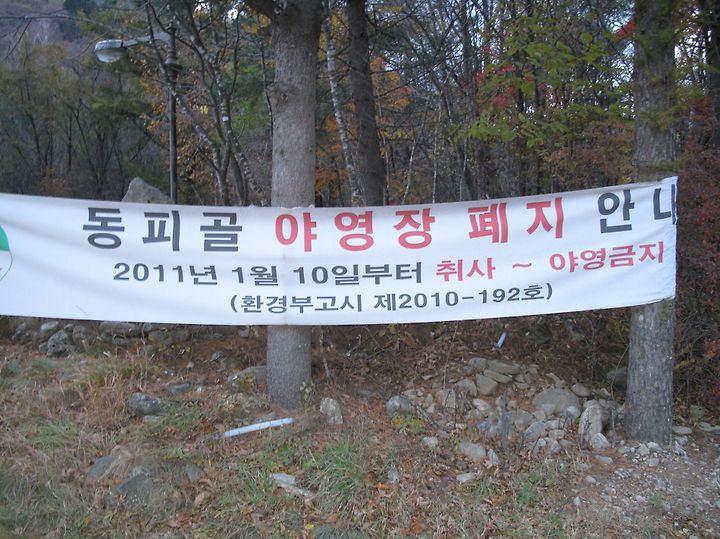 동피골 야영장 폐지 안내
2011년 1월 10일부터 취사 ~ 야영금지
(환경부고시 제2010-192호)